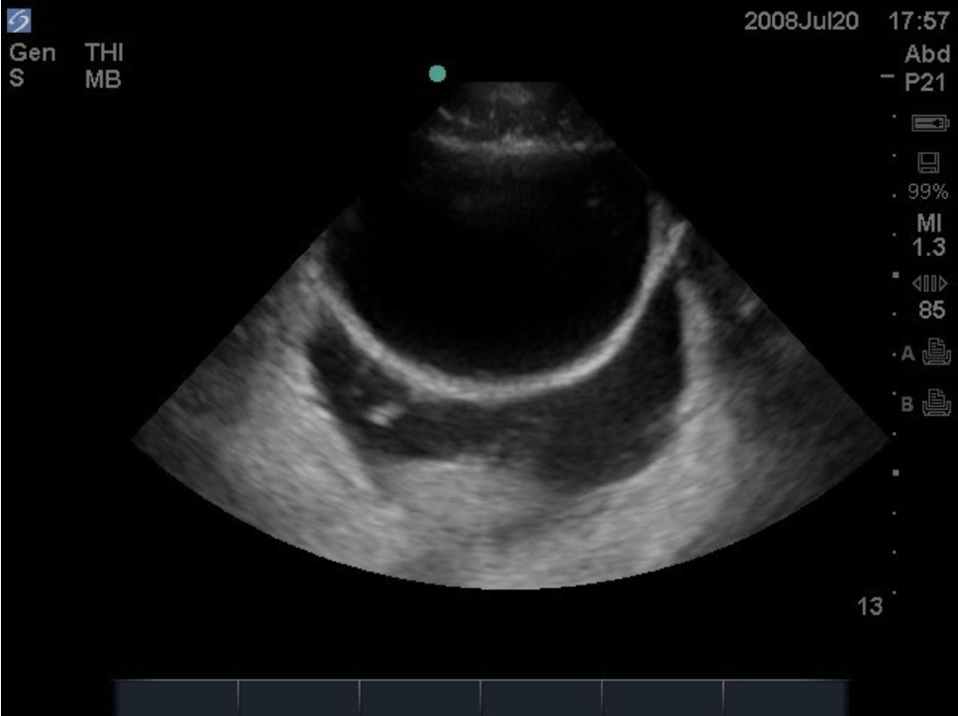 2008Jul20 17:57
Gen THI
S MB
Abd
P21
99%
MI
1.3
85
A
B
13